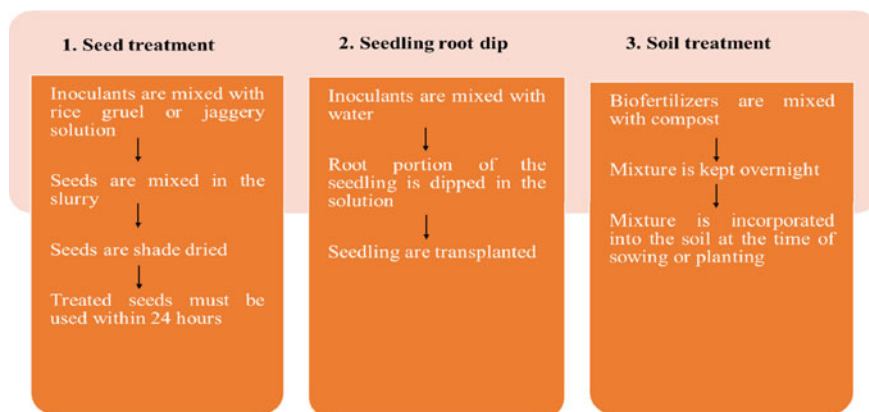 1. Seed treatment
Inoculants are mixed with
rice gruel or jaggery
solution
Seeds are mixed in the
slurry
Seeds are shade dried
Treated seeds must be
used within 24 hours
2. Seedling root dip
Inoculants are mixed with
water
Root portion of the
seedling is dipped in the
solution
Seedling are transplanted
3. Soil treatment
Biofertilizers are mixed
with compost
Mixture is kept overnight
Mixture is incorporated
into the soil at the time of
sowing or planting